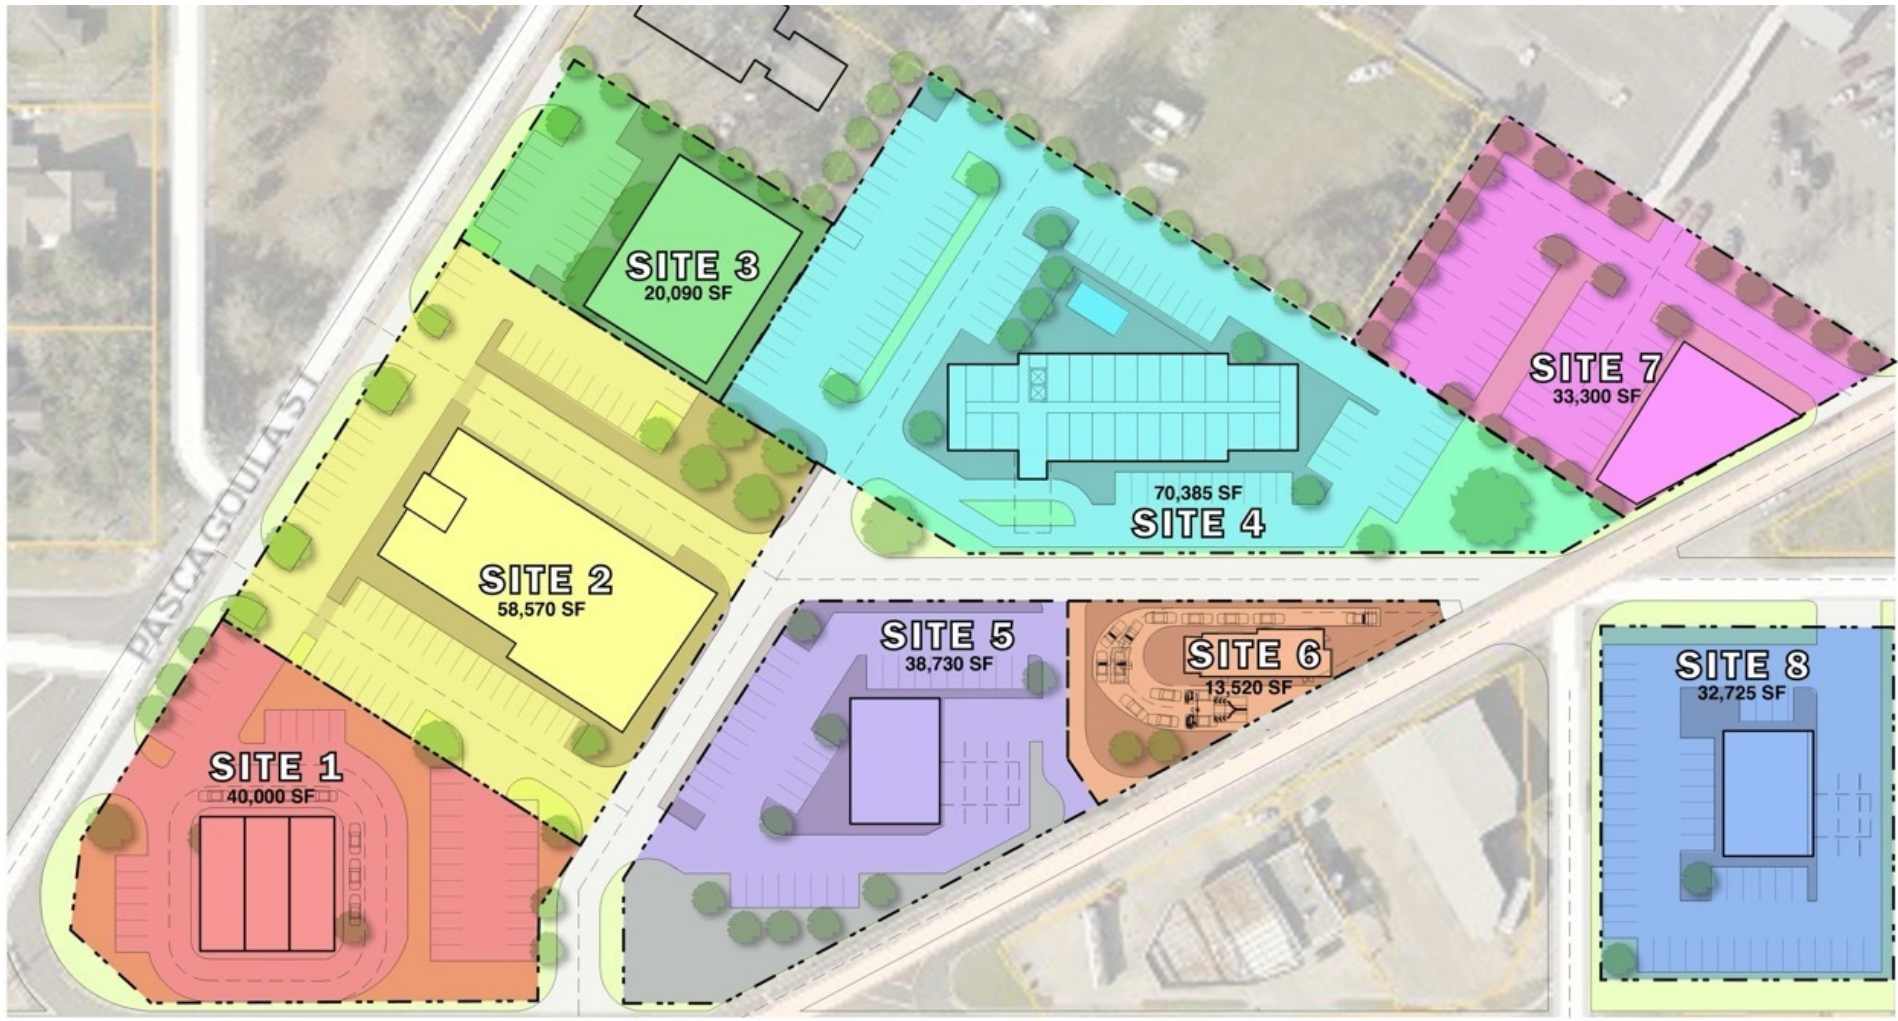 PASCAGOULA ST
SITE 3
20,090 SF
SITE 7
33,300 SF
70,385 SF
SITE 4
SITE 2
58,570 SF
SITE 5
38,730 SF
SITE 6
13,520 SF
SITE 8
32,725 SF
SITE 1
40,000 SF